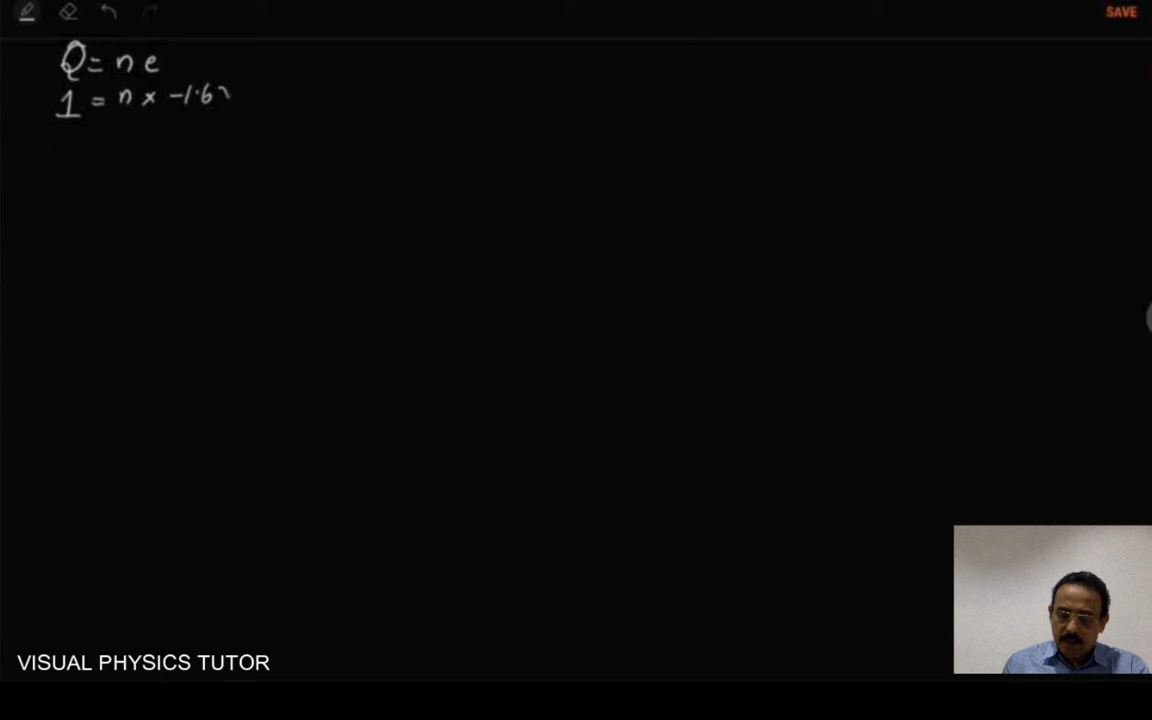 SAVE
Q = n e
1 = n × -1.6
VISUAL PHYSICS TUTOR